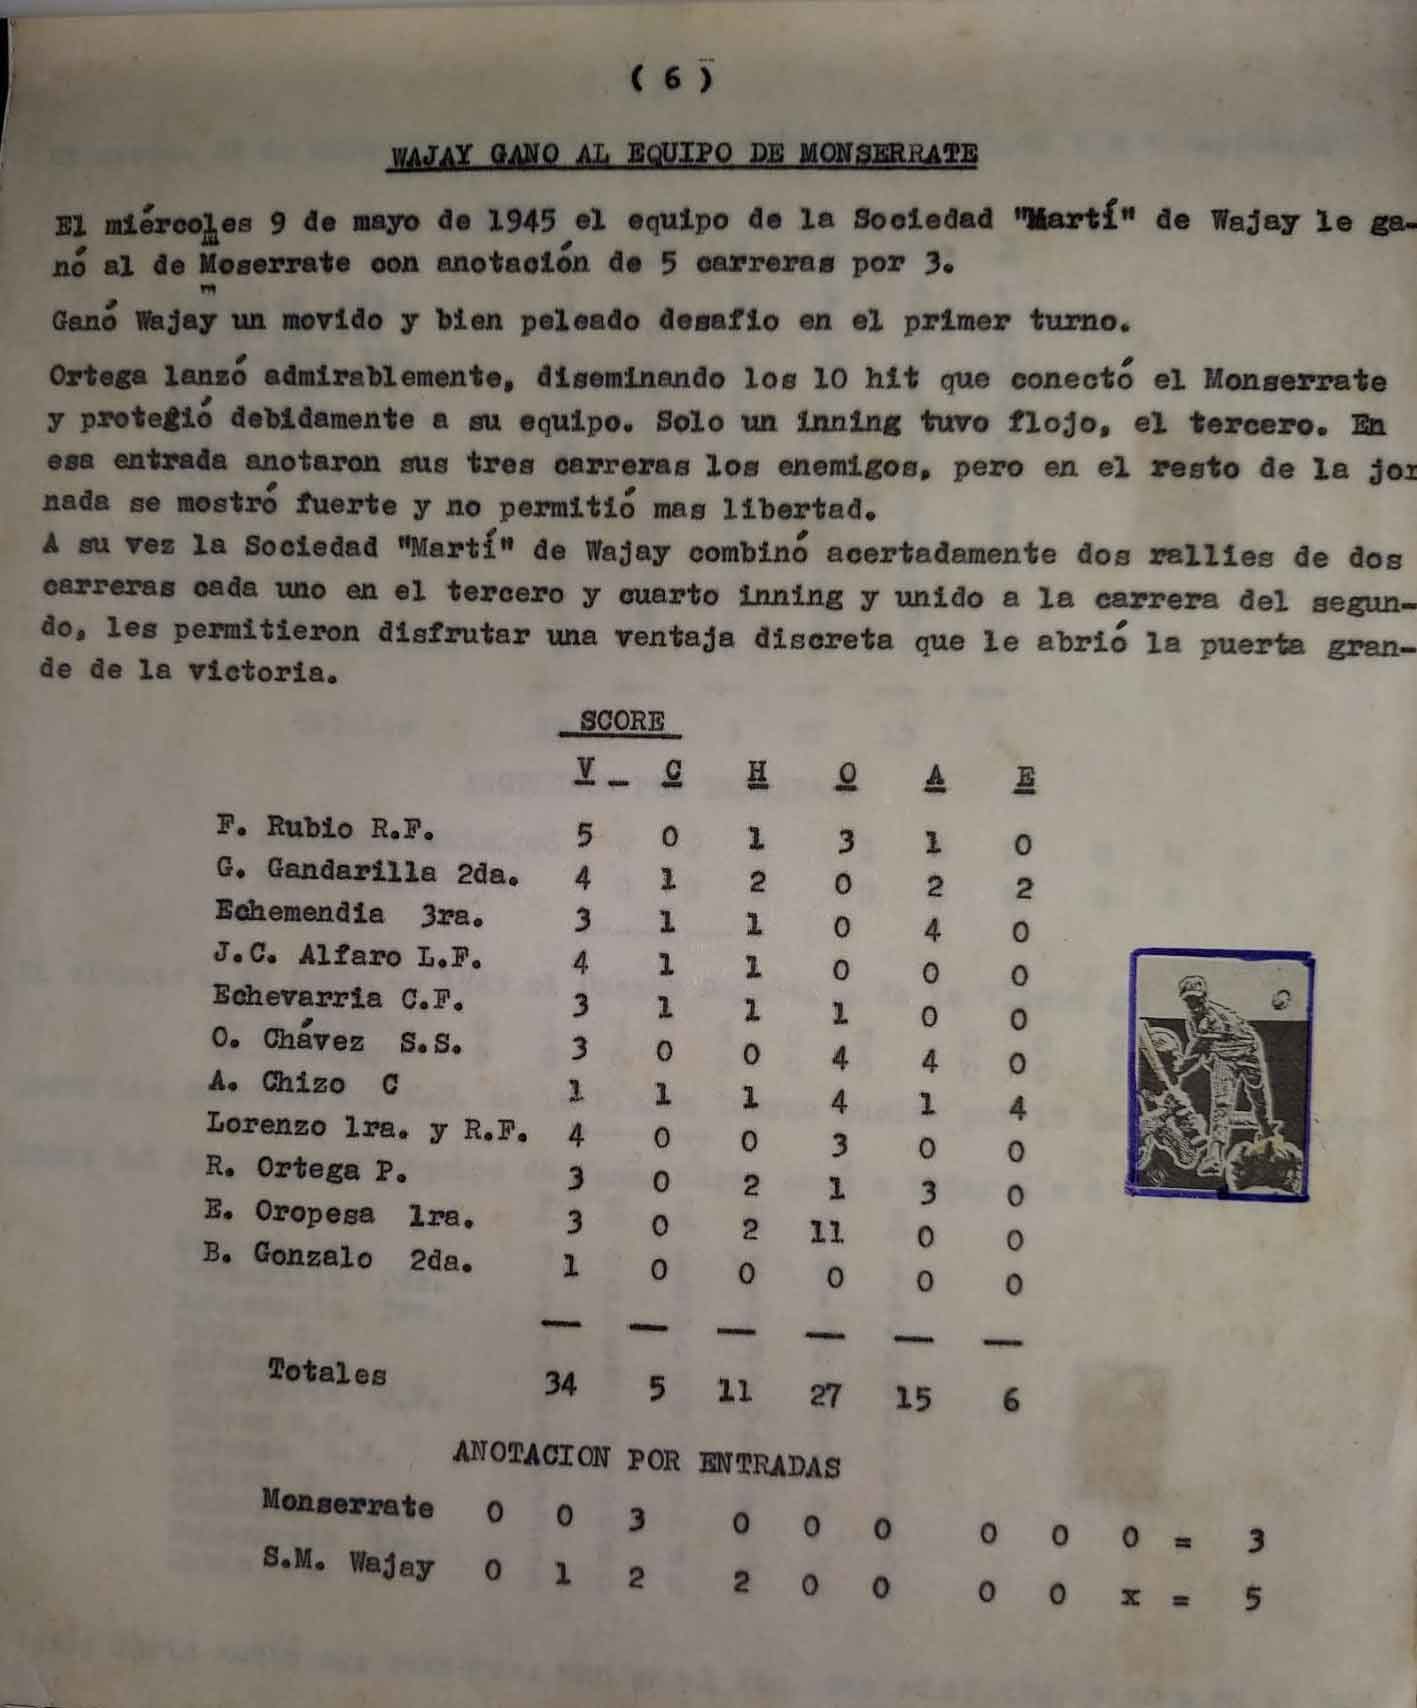 ( 6 )
WAJAY GANO AL EQUIPO DE MONSERRATE
El miércoles 9 de mayo de 1945 el equipo de la Sociedad "Martí" de Wajay le ga-
nó al de Moserrate con anotación de 5 carreras por 3.
Ganó Wajay un movido y bien peleado desafio en el primer turno.
Ortega lanzó admirablemente, diseminando los 10 hit que conectó el Monserrate
y protegió debidamente a su equipo. Solo un inning tuvo flojo, el tercero. En
esa entrada anotaron sus tres carreras los enemigos, pero en el resto de la jor
nada se mostró fuerte y no permitió mas libertad.
A su vez la Sociedad "Martí" de Wajay combinó acertadamente dos rallies de dos
carreras cada uno en el tercero y cuarto inning y unido a la carrera del segun-
do, les permitieron disfrutar una ventaja discreta que le abrió la puerta gran-
de de la victoria.
SCORE
V - C H O A E
F. Rubio R.F. 5 0 1 3 1 0
G. Gandarilla 2da. 4 1 2 0 2 2
Echemendia 3ra. 3 1 1 0 4 0
J.C. Alfaro L.F. 4 1 1 0 0 0
Echevarria C.F. 3 1 1 1 0 0
O. Chávez S.S. 3 0 0 4 4 0
A. Chizo C 1 1 1 4 1 4
Lorenzo 1ra. y R.F. 4 0 0 3 0 0
R. Ortega P. 3 0 2 1 3 0
E. Oropesa 1ra. 3 0 2 11 0 0
B. Gonzalo 2da. 1 0 0 0 0 0
Totales 34 5 11 27 15 6
ANOTACION POR ENTRADAS
Monserrate 0 0 3 0 0 0 0 0 0 = 3
S.M. Wajay 0 1 2 2 0 0 0 0 x = 5